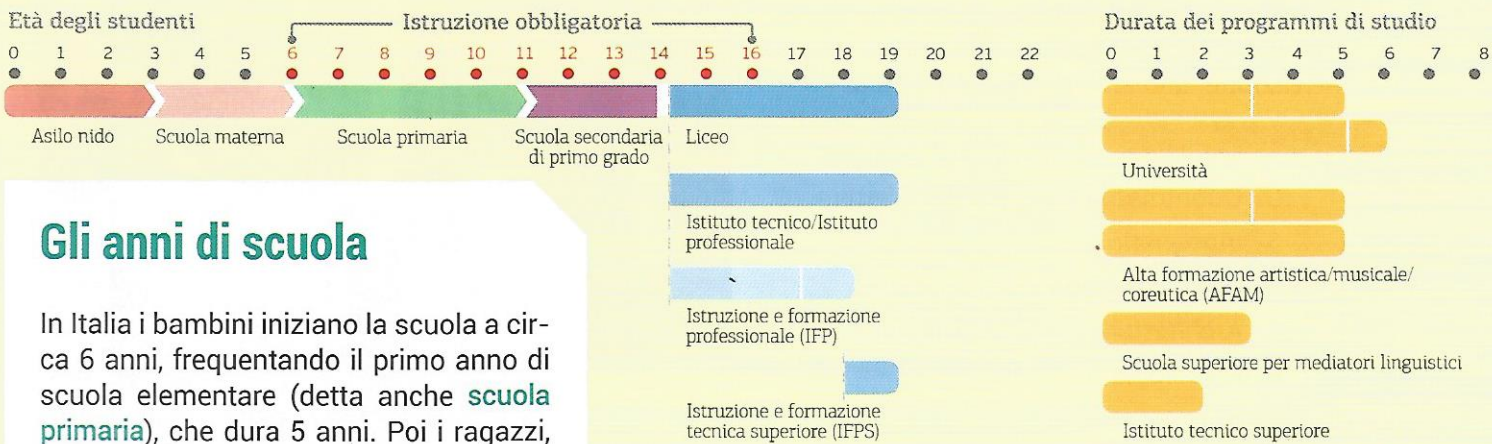 Età degli studenti
Istruzione obbligatoria
0 1 2 3 4 5 6 7 8 9 10 11 12 13 14 15 16 17 18 19 20 21 22
Asilo nido
Scuola materna
Scuola primaria
Scuola secondaria
di primo grado
Liceo
Istituto tecnico/Istituto
professionale
Istruzione e formazione
professionale (IFP)
Istruzione e formazione
tecnica superiore (IFPS)
Durata dei programmi di studio
0 1 2 3 4 5 6 7 8
Università
Alta formazione artistica/musicale/
coreutica (AFAM)
Scuola superiore per mediatori linguistici
Istituto tecnico superiore
Gli anni di scuola
In Italia i bambini iniziano la scuola a cir-
ca 6 anni, frequentando il primo anno di
scuola elementare (detta anche scuola
primaria), che dura 5 anni. Poi i ragazzi,